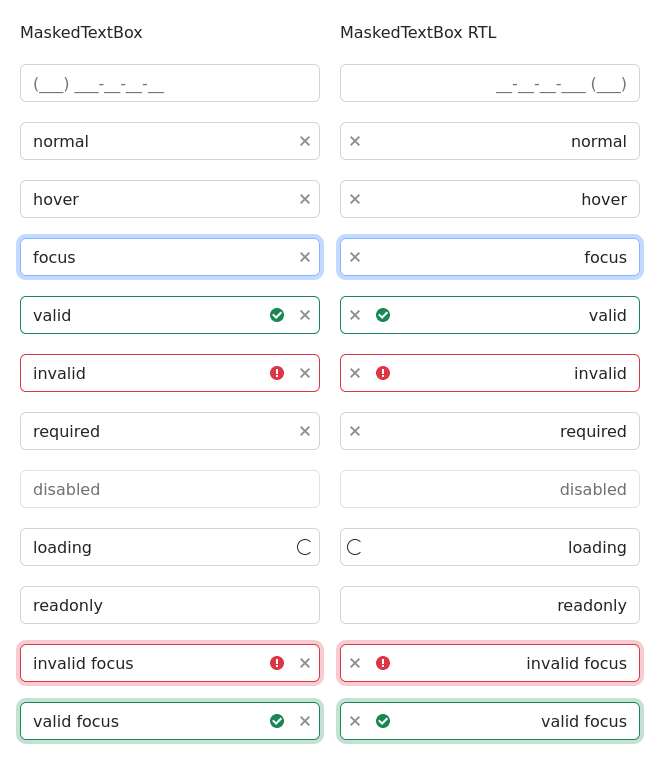 MaskedTextBox
MaskedTextBox RTL
(___) ___-__-__-__
__-__-__-___ (___)
normal
normal
hover
hover
focus
focus
valid
valid
invalid
invalid
required
required
disabled
disabled
loading
loading
readonly
readonly
invalid focus
invalid focus
valid focus
valid focus